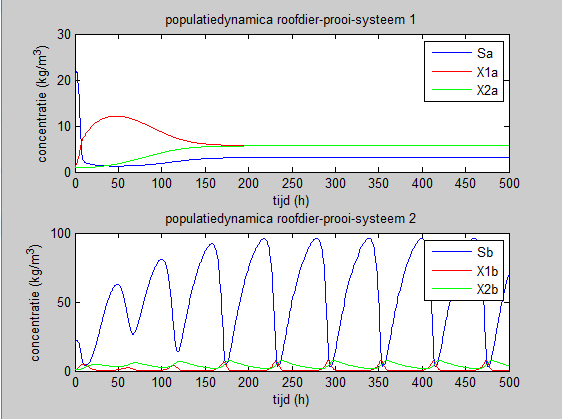 populatiedynamica roofdier-prooi-systeem 1
concentratie (kg/m³)
30
20
10
0
Sa
X1a
X2a
0 50 100 150 200 250 300 350 400 450 500
tijd (h)
populatiedynamica roofdier-prooi-systeem 2
concentratie (kg/m³)
100
50
0
Sb
X1b
X2b
0 50 100 150 200 250 300 350 400 450 500
tijd (h)